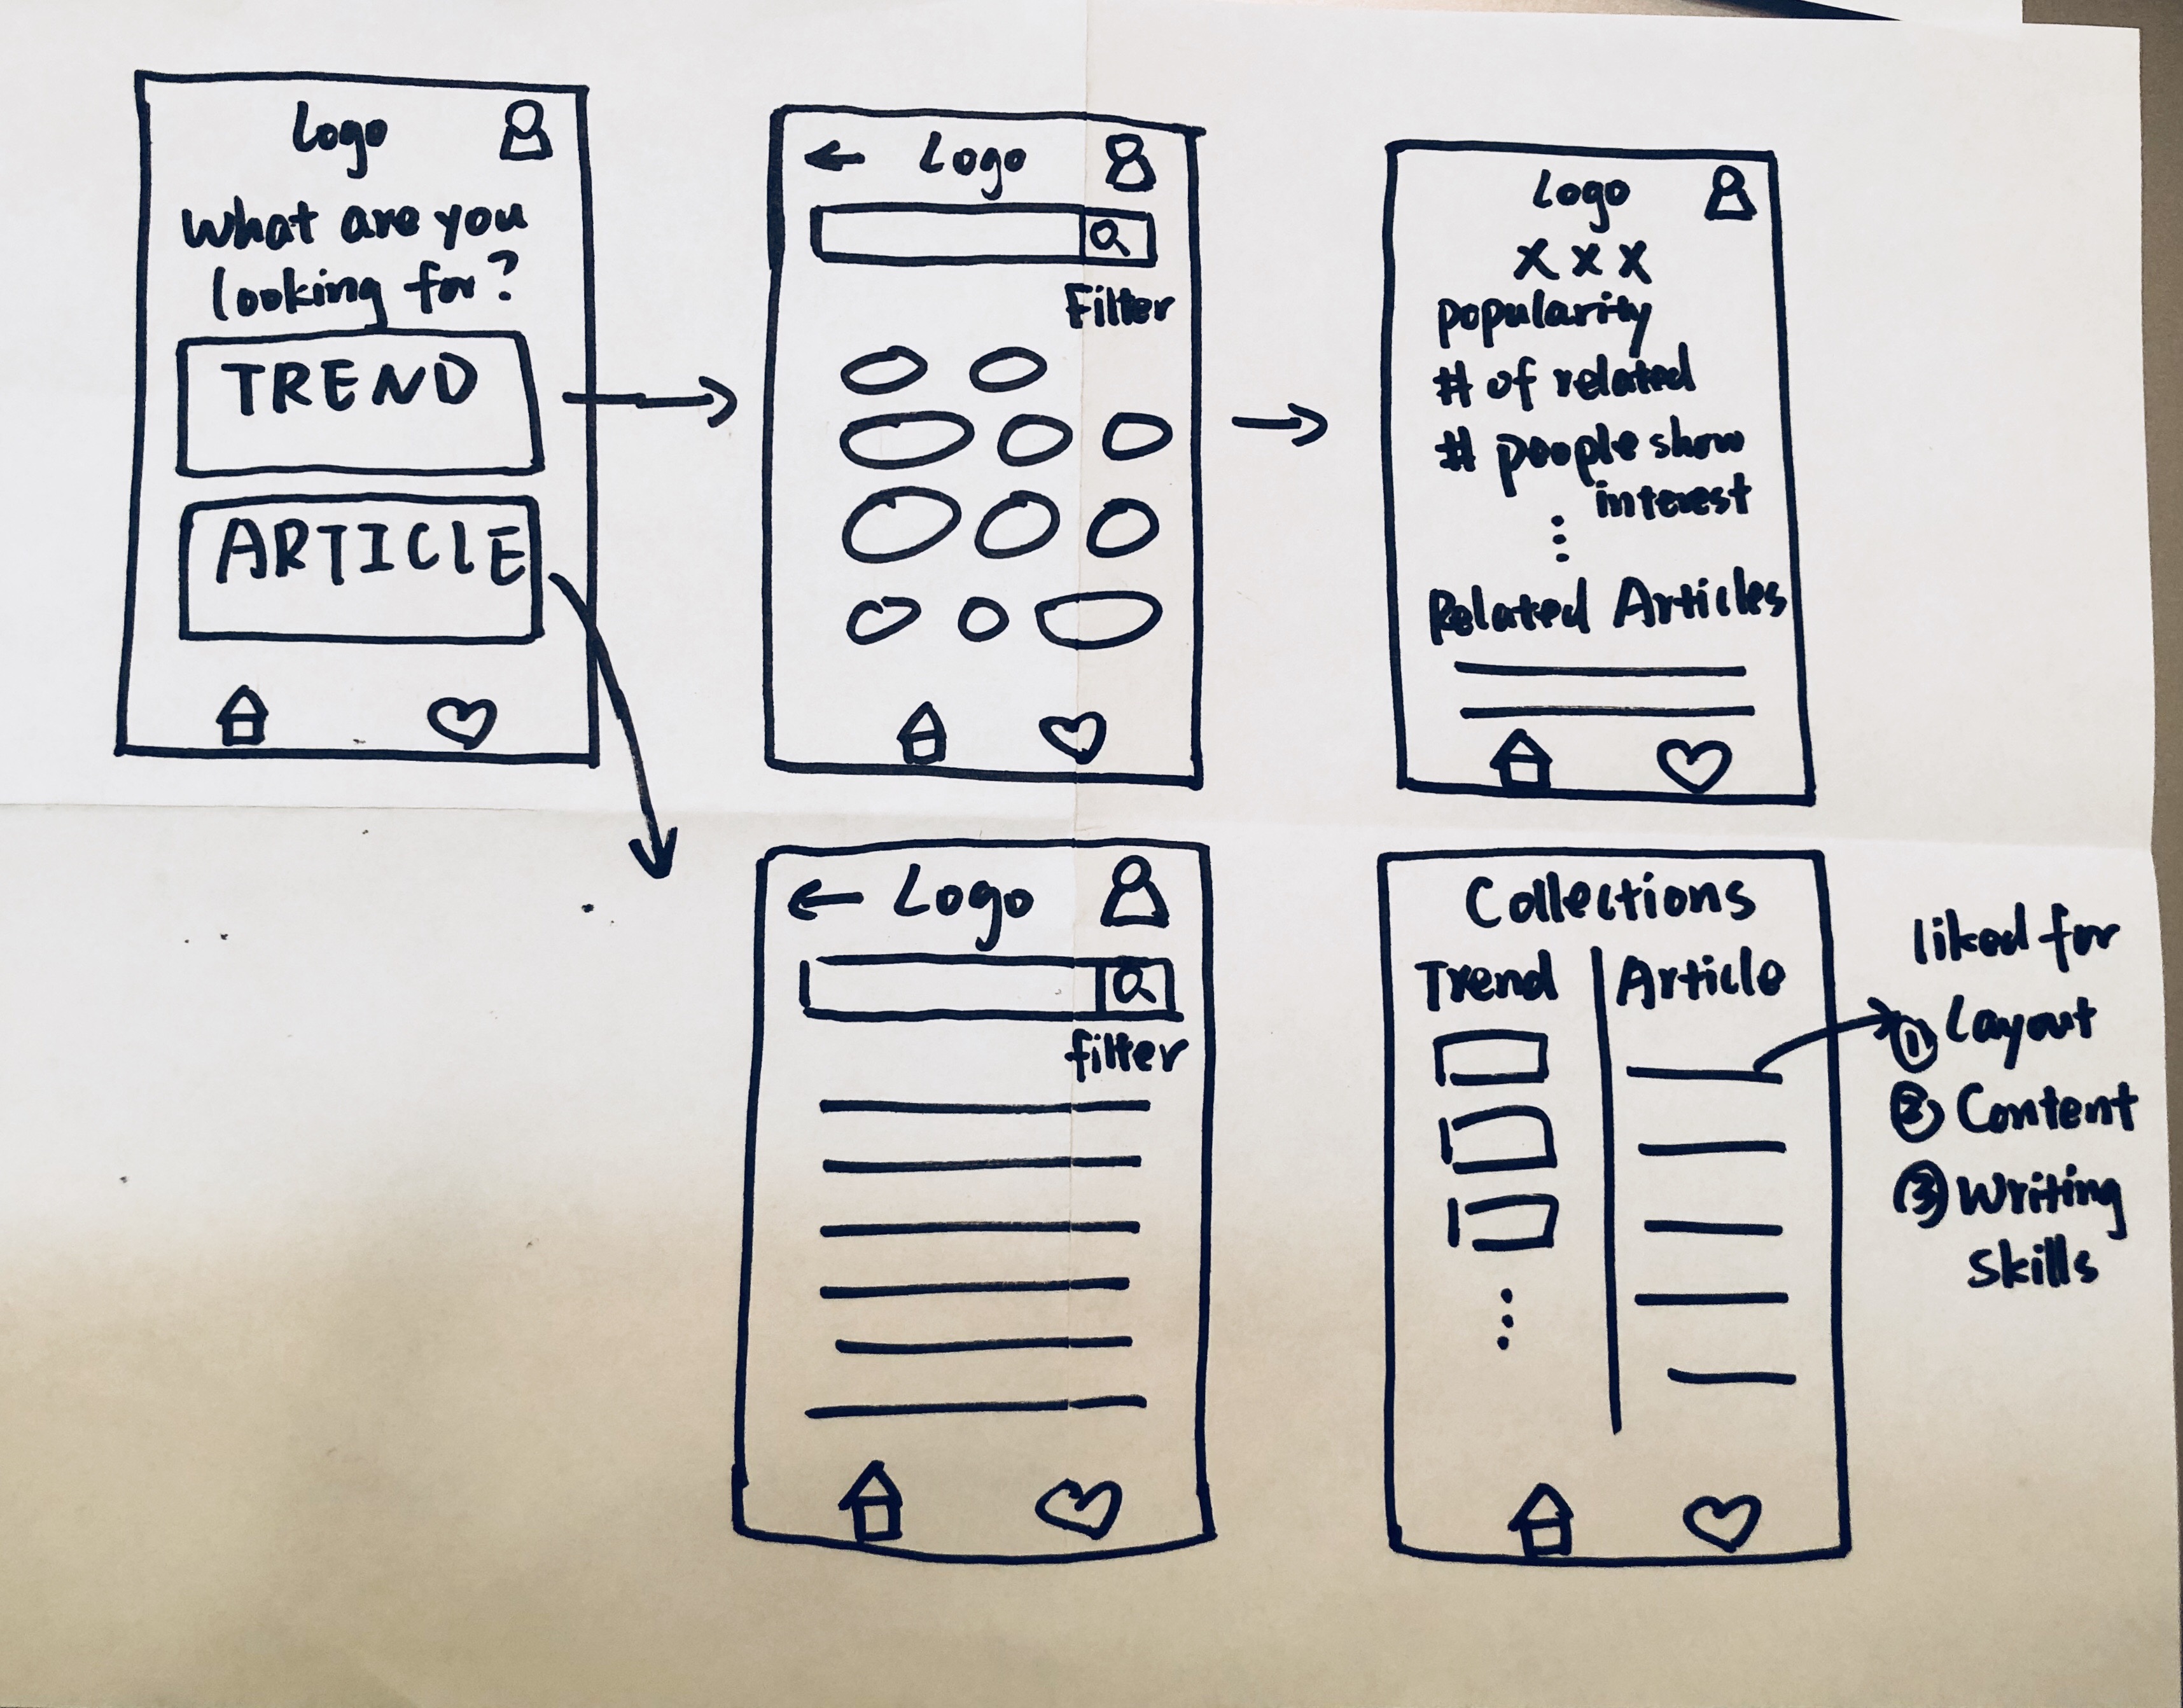 Logo
What are you
looking for?
TREND
ARTICLE
Logo
Filter
Logo
X X X
popularity
# of related
# people show
interest
Related Articles
Logo
filter
Collections
Trend
Article
liked for
① Layout
② Content
③ Writing
Skills